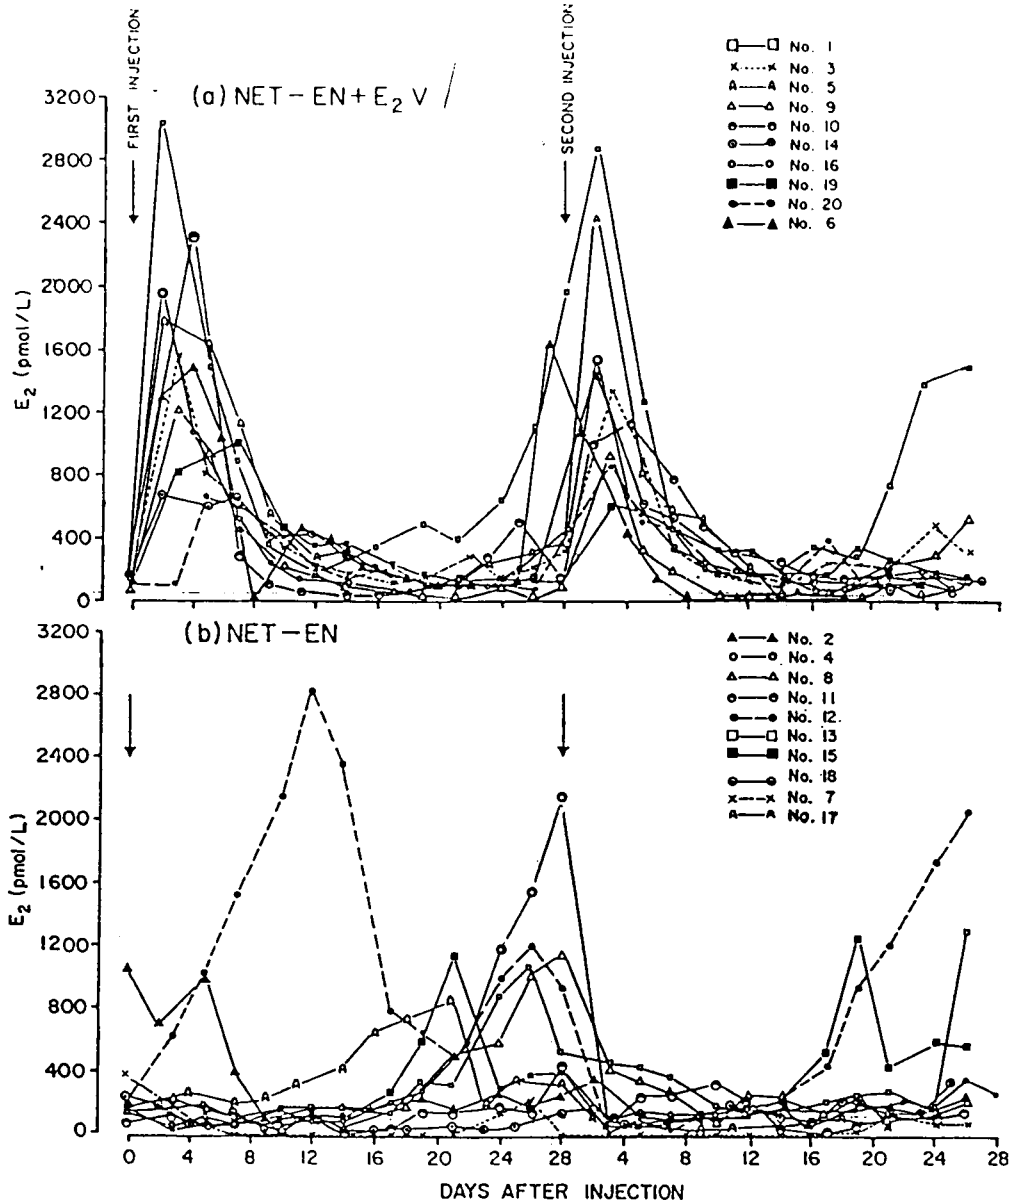 FIRST INJECTION
SECOND INJECTION
(a) NET-EN+E2 V
No. 1
No. 3
No. 5
No. 9
No. 10
No. 14
No. 16
No. 19
No. 20
No. 6
E2 (pmol/L)
3200
2800
2400
2000
1600
1200
800
400
0
(b) NET-EN
No. 2
No. 4
No. 8
No. 11
No. 12.
No. 13
No. 15
No. 18
No. 7
No. 17
E2 (pmol/L)
3200
2800
2400
2000
1600
1200
800
400
0
0 4 8 12 16 20 24 28 4 8 12 16 20 24 28
DAYS AFTER INJECTION